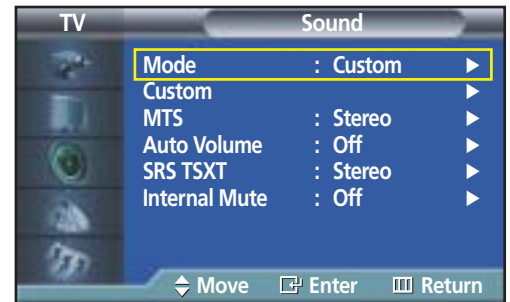 TV Sound
Mode : Custom ▶
Custom ▶
MTS : Stereo ▶
Auto Volume : Off ▶
SRS TSXT : Stereo ▶
Internal Mute : Off ▶
Move Enter Return